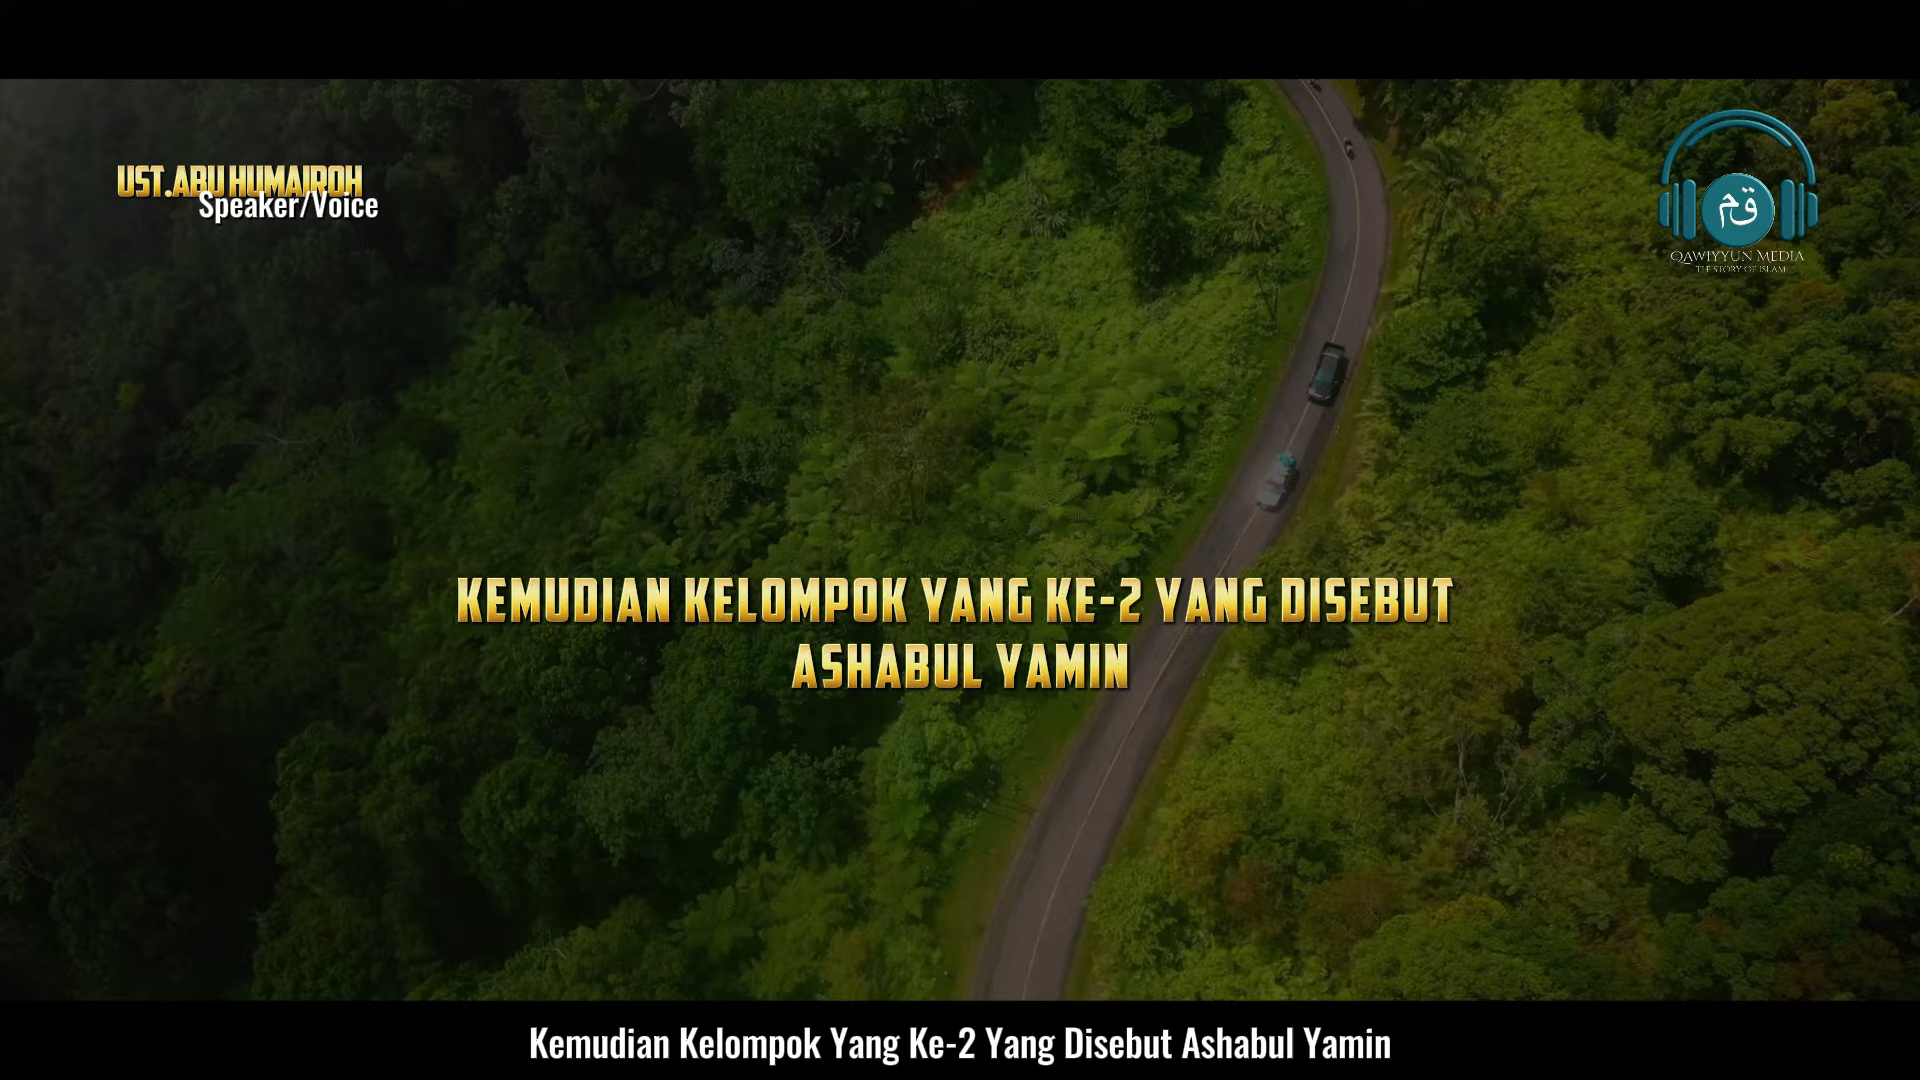 UST.ABU HUMAIROH
Speaker/Voice
قم
QAWIYYUN MEDIA
THE STORY OF ISLAM
KEMUDIAN KELOMPOK YANG KE-2 YANG DISEBUT
ASHABUL YAMIN
Kemudian Kelompok Yang Ke-2 Yang Disebut Ashabul Yamin